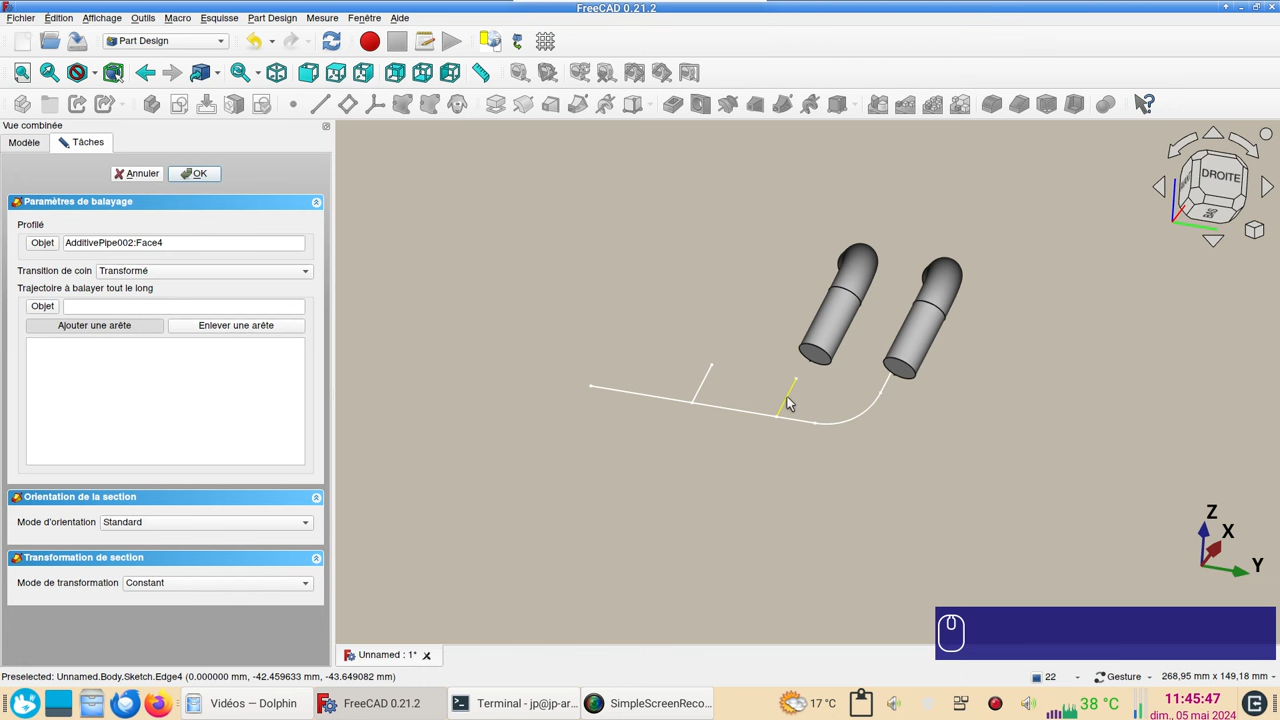 FreeCAD 0.21.2
Fichier Édition Affichage Outils Macro Esquisse Part Design Mesure Fenêtre Aide
Part Design
Vue combinée
Modèle Tâches
Annuler OK
Paramètres de balayage
Profilé
Objet AdditivePipe002:Face4
Transition de coin Transformé
Trajectoire à balayer tout le long
Objet
Ajouter une arête Enlever une arête
Orientation de la section
Mode d'orientation Standard
Transformation de section
Mode de transformation Constant
DROITE
Z
X
Y
Unnamed : 1*
Preselected: Unnamed.Body.Sketch.Edge4 (0.000000 mm, -42.459633 mm, -43.649082 mm)
22 Gesture 268,95 mm x 149,18 mm
Vidéos — Dolphin FreeCAD 0.21.2 Terminal - jp@jp-ar... SimpleScreenReco... 17 °C 38 °C
11:45:47
dim., 05 mai 2024